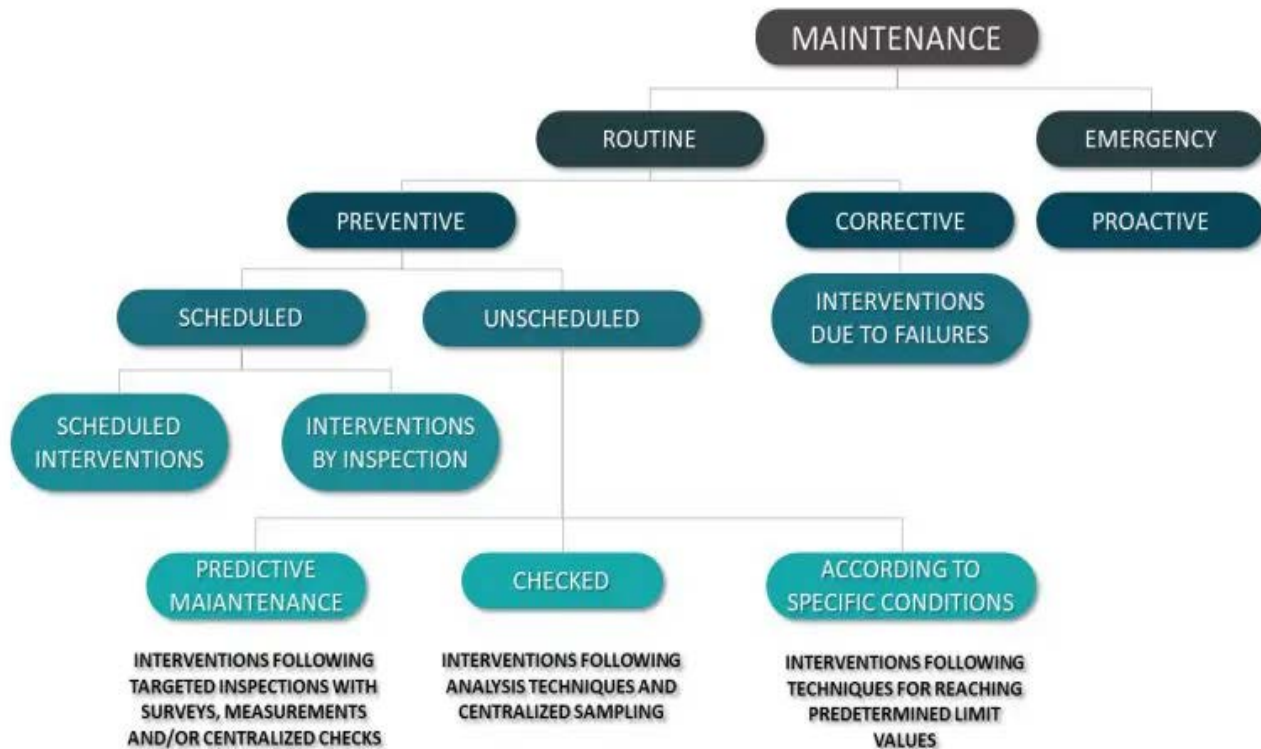 MAINTENANCE
ROUTINE
EMERGENCY
PREVENTIVE
CORRECTIVE
PROACTIVE
SCHEDULED
UNSCHEDULED
INTERVENTIONS
DUE TO FAILURES
SCHEDULED
INTERVENTIONS
INTERVENTIONS
BY INSPECTION
PREDICTIVE
MAIANTENANCE
CHECKED
ACCORDING TO
SPECIFIC CONDITIONS
INTERVENTIONS FOLLOWING
TARGETED INSPECTIONS WITH
SURVEYS, MEASUREMENTS
AND/OR CENTRALIZED CHECKS
INTERVENTIONS FOLLOWING
ANALYSIS TECHNIQUES AND
CENTRALIZED SAMPLING
INTERVENTIONS FOLLOWING
TECHNIQUES FOR REACHING
PREDETERMINED LIMIT
VALUES